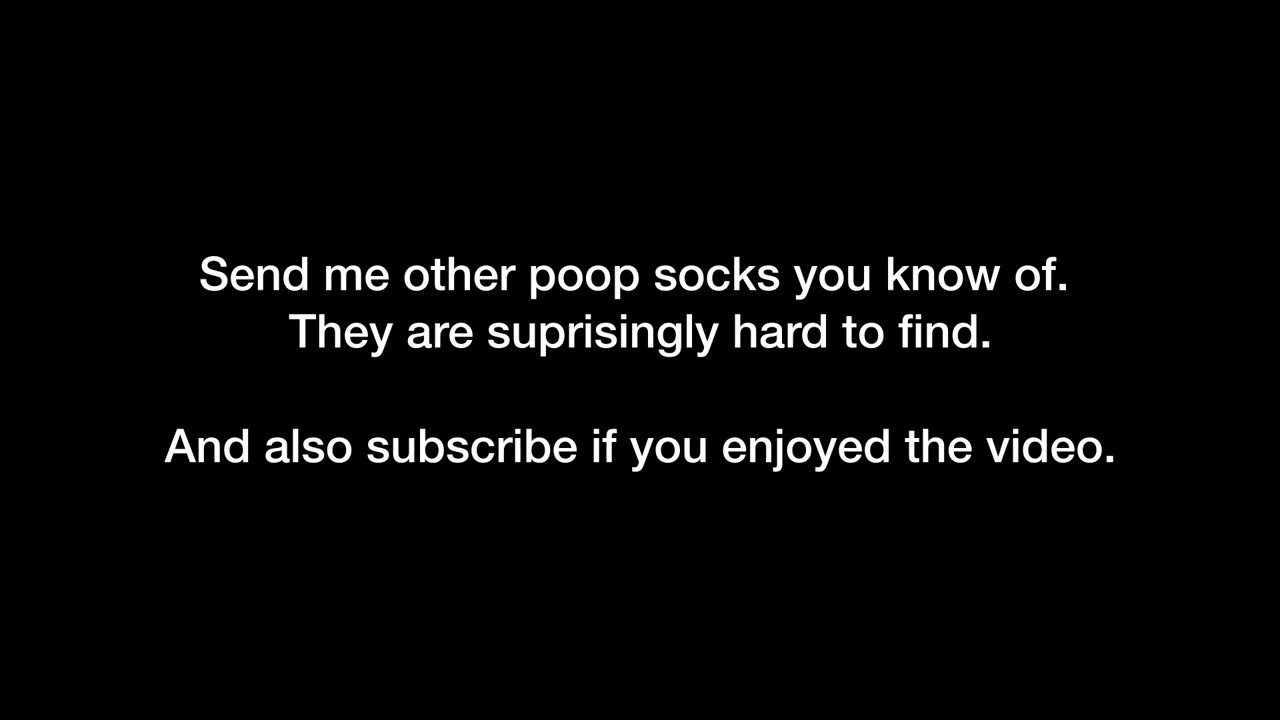 Send me other poop socks you know of.
They are suprisingly hard to find.
And also subscribe if you enjoyed the video.